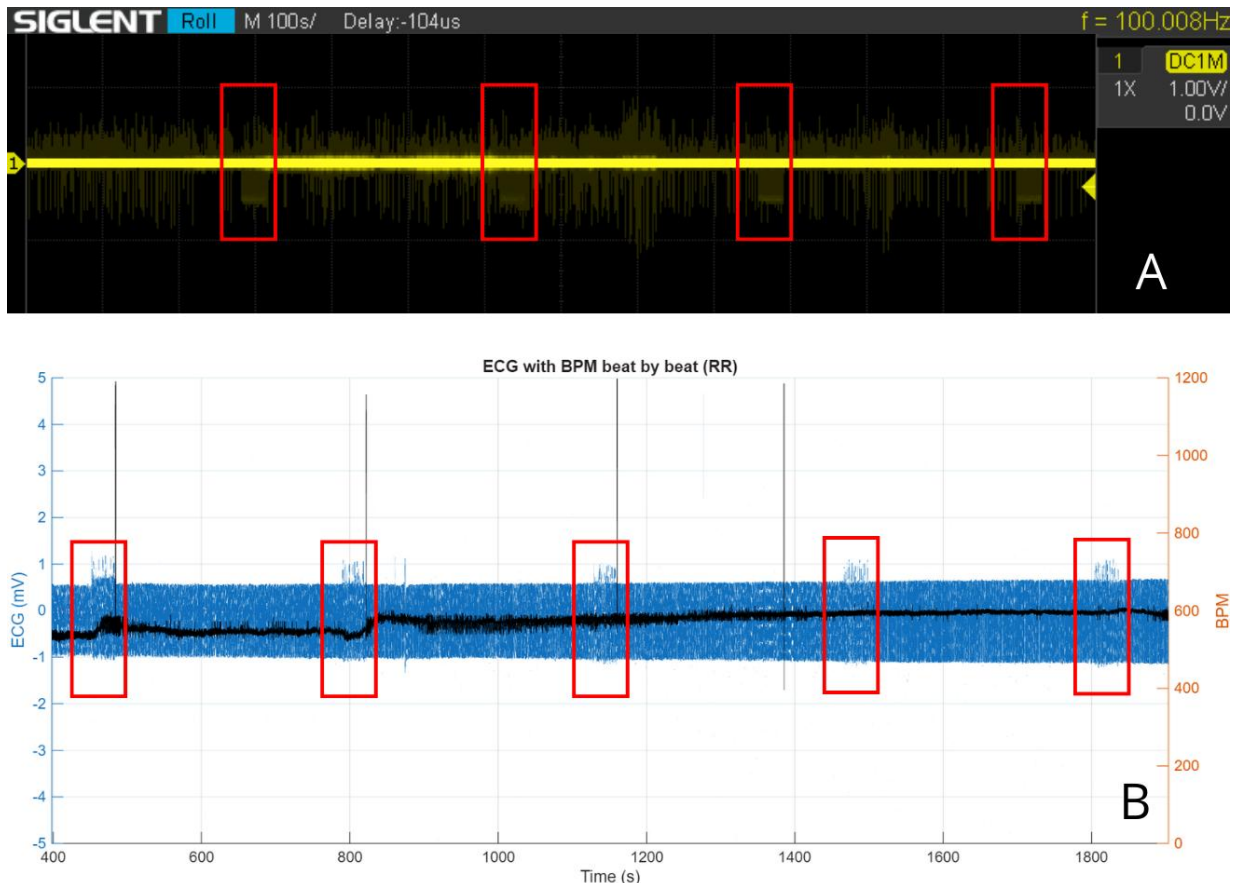 SIGLENT Roll M 100s/ Delay:-104us f = 100.008Hz
1 DC1M
1X 1.00V/
0.0V
1
A
ECG with BPM beat by beat (RR)
5 1200
4
1000
3
2
800
1
ECG (mV) 0 600 BPM
-1
400
-2
-3
200
-4
B
-5 0
400 600 800 1000 1200 1400 1600 1800
Time (s)